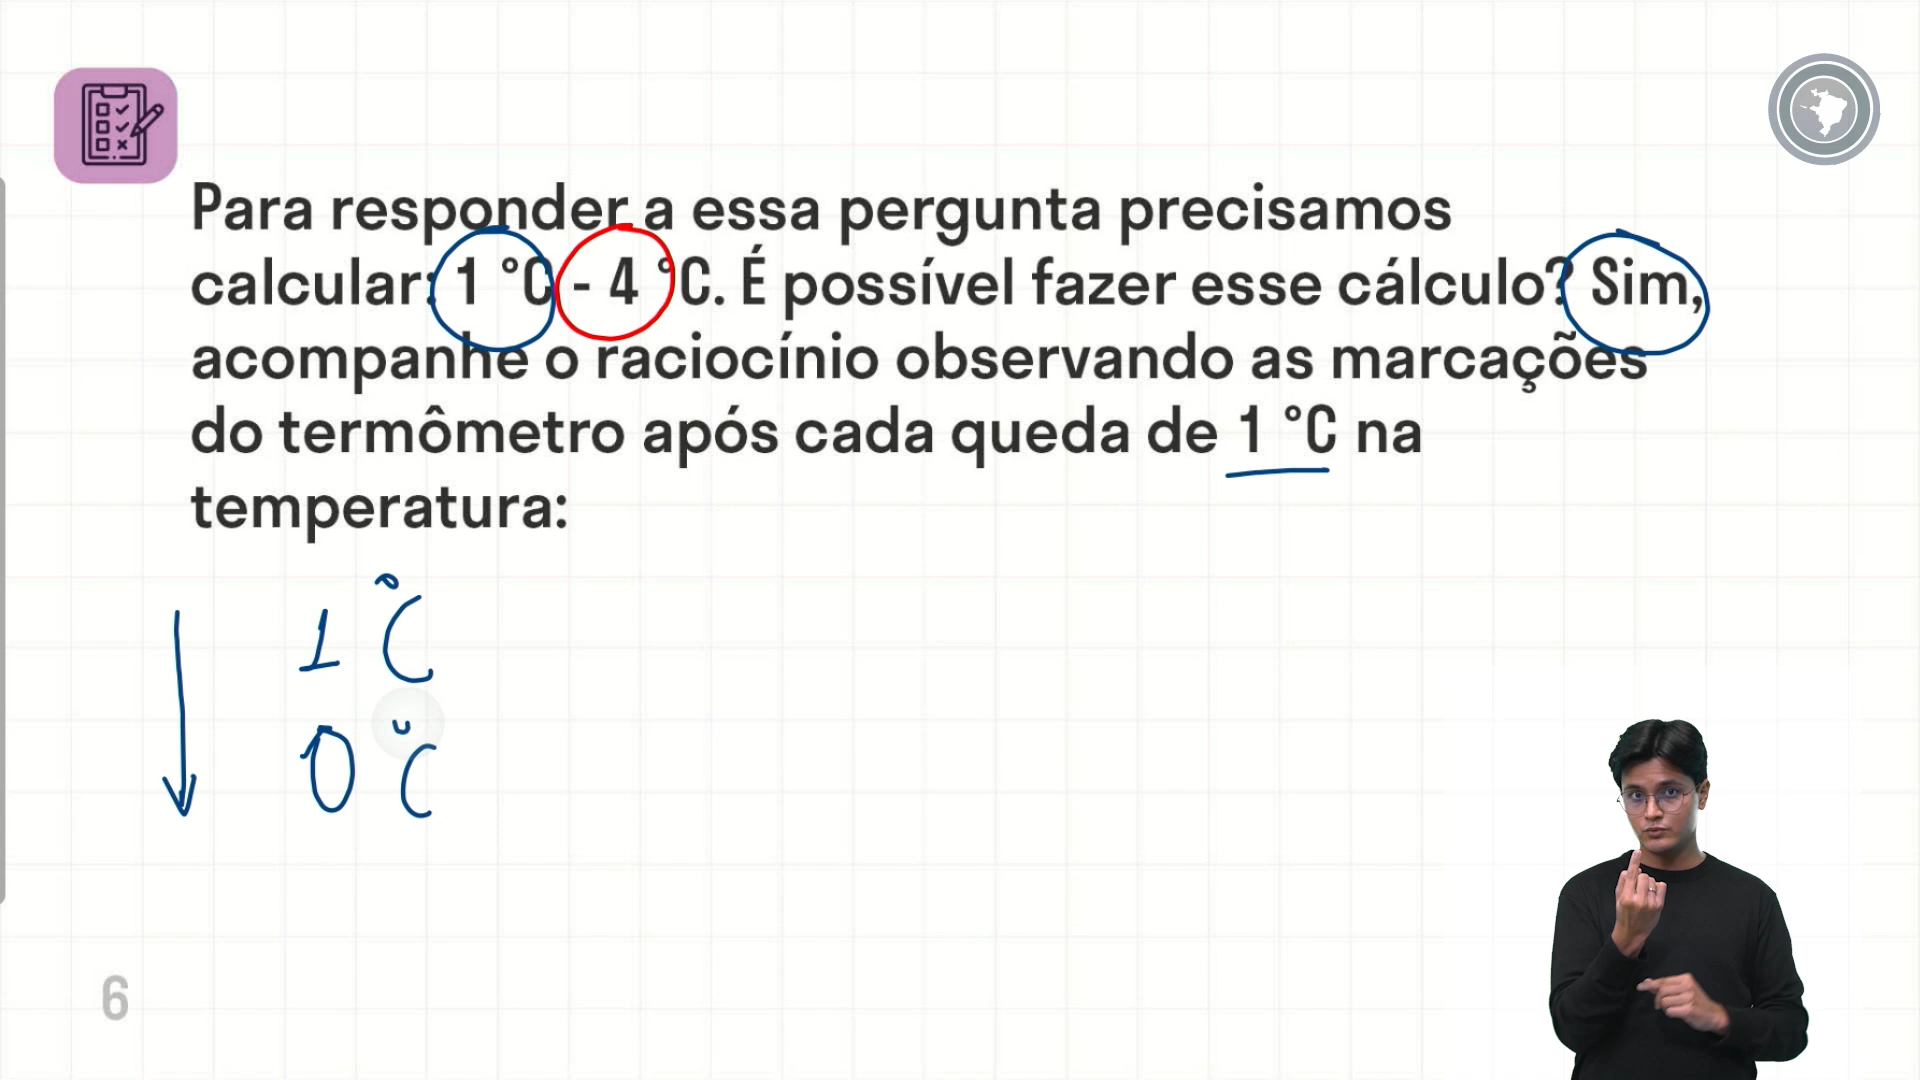 Para responder a essa pergunta precisamos
calcular: 1 °C - 4 °C. É possível fazer esse cálculo? Sim,
acompanhe o raciocínio observando as marcações
do termômetro após cada queda de 1 °C na
temperatura:
1 °C
0 °C
6